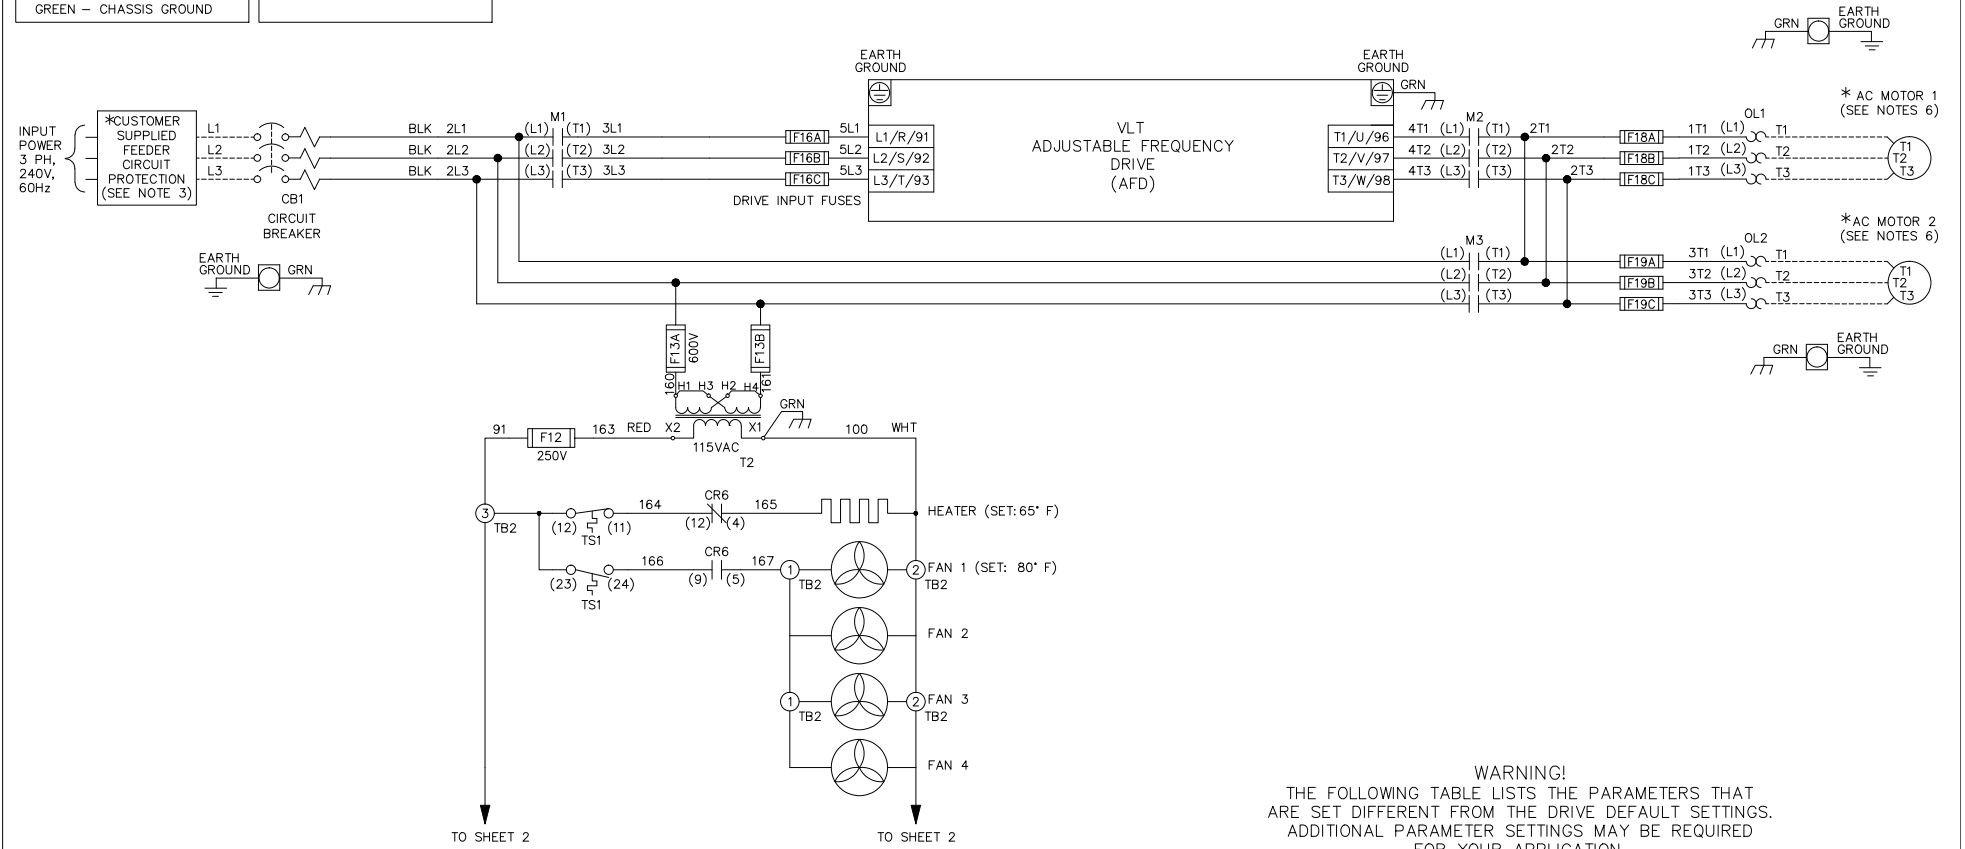 GREEN – CHASSIS GROUND
EARTH
GROUND
GRN
EARTH
GROUND
EARTH
GROUND
GRN
INPUT
POWER
3 PH,
240V,
60Hz
*CUSTOMER
SUPPLIED
FEEDER
CIRCUIT
PROTECTION
(SEE NOTE 3)
L1
L2
L3
CB1
CIRCUIT
BREAKER
BLK 2L1
BLK 2L2
BLK 2L3
M1
(L1) (T1) 3L1
(L2) (T2) 3L2
(L3) (T3) 3L3
F16A 5L1
F16B 5L2
F16C 5L3
DRIVE INPUT FUSES
L1/R/91
L2/S/92
L3/T/93
VLT
ADJUSTABLE FREQUENCY
DRIVE
(AFD)
T1/U/96
T2/V/97
T3/W/98
M2
4T1 (L1) (T1) 2T1
4T2 (L2) (T2) 2T2
4T3 (L3) (T3) 2T3
F18A 1T1 (L1) T1
F18B 1T2 (L2) T2
F18C 1T3 (L3) T3
OL1
* AC MOTOR 1
(SEE NOTES 6)
T1
T2
T3
EARTH
GROUND
GRN
M3
(L1) (T1)
(L2) (T2)
(L3) (T3)
F19A 3T1 (L1) T1
F19B 3T2 (L2) T2
F19C 3T3 (L3) T3
OL2
*AC MOTOR 2
(SEE NOTES 6)
T1
T2
T3
GRN
EARTH
GROUND
F13A
600V
F13B
160
161
H1 H3 H2 H4
GRN
91
F12
250V
163 RED X2
X1
115VAC
T2
100 WHT
3
TB2
(12) (11)
TS1
164
CR6
(12) (4)
165
HEATER (SET:65° F)
(23) (24)
TS1
166
CR6
(9) (5)
167
1
TB2
2
TB2
FAN 1 (SET: 80° F)
FAN 2
1
TB2
2
TB2
FAN 3
FAN 4
TO SHEET 2
TO SHEET 2
WARNING!
THE FOLLOWING TABLE LISTS THE PARAMETERS THAT
ARE SET DIFFERENT FROM THE DRIVE DEFAULT SETTINGS.
ADDITIONAL PARAMETER SETTINGS MAY BE REQUIRED
FOR YOUR APPLICATION